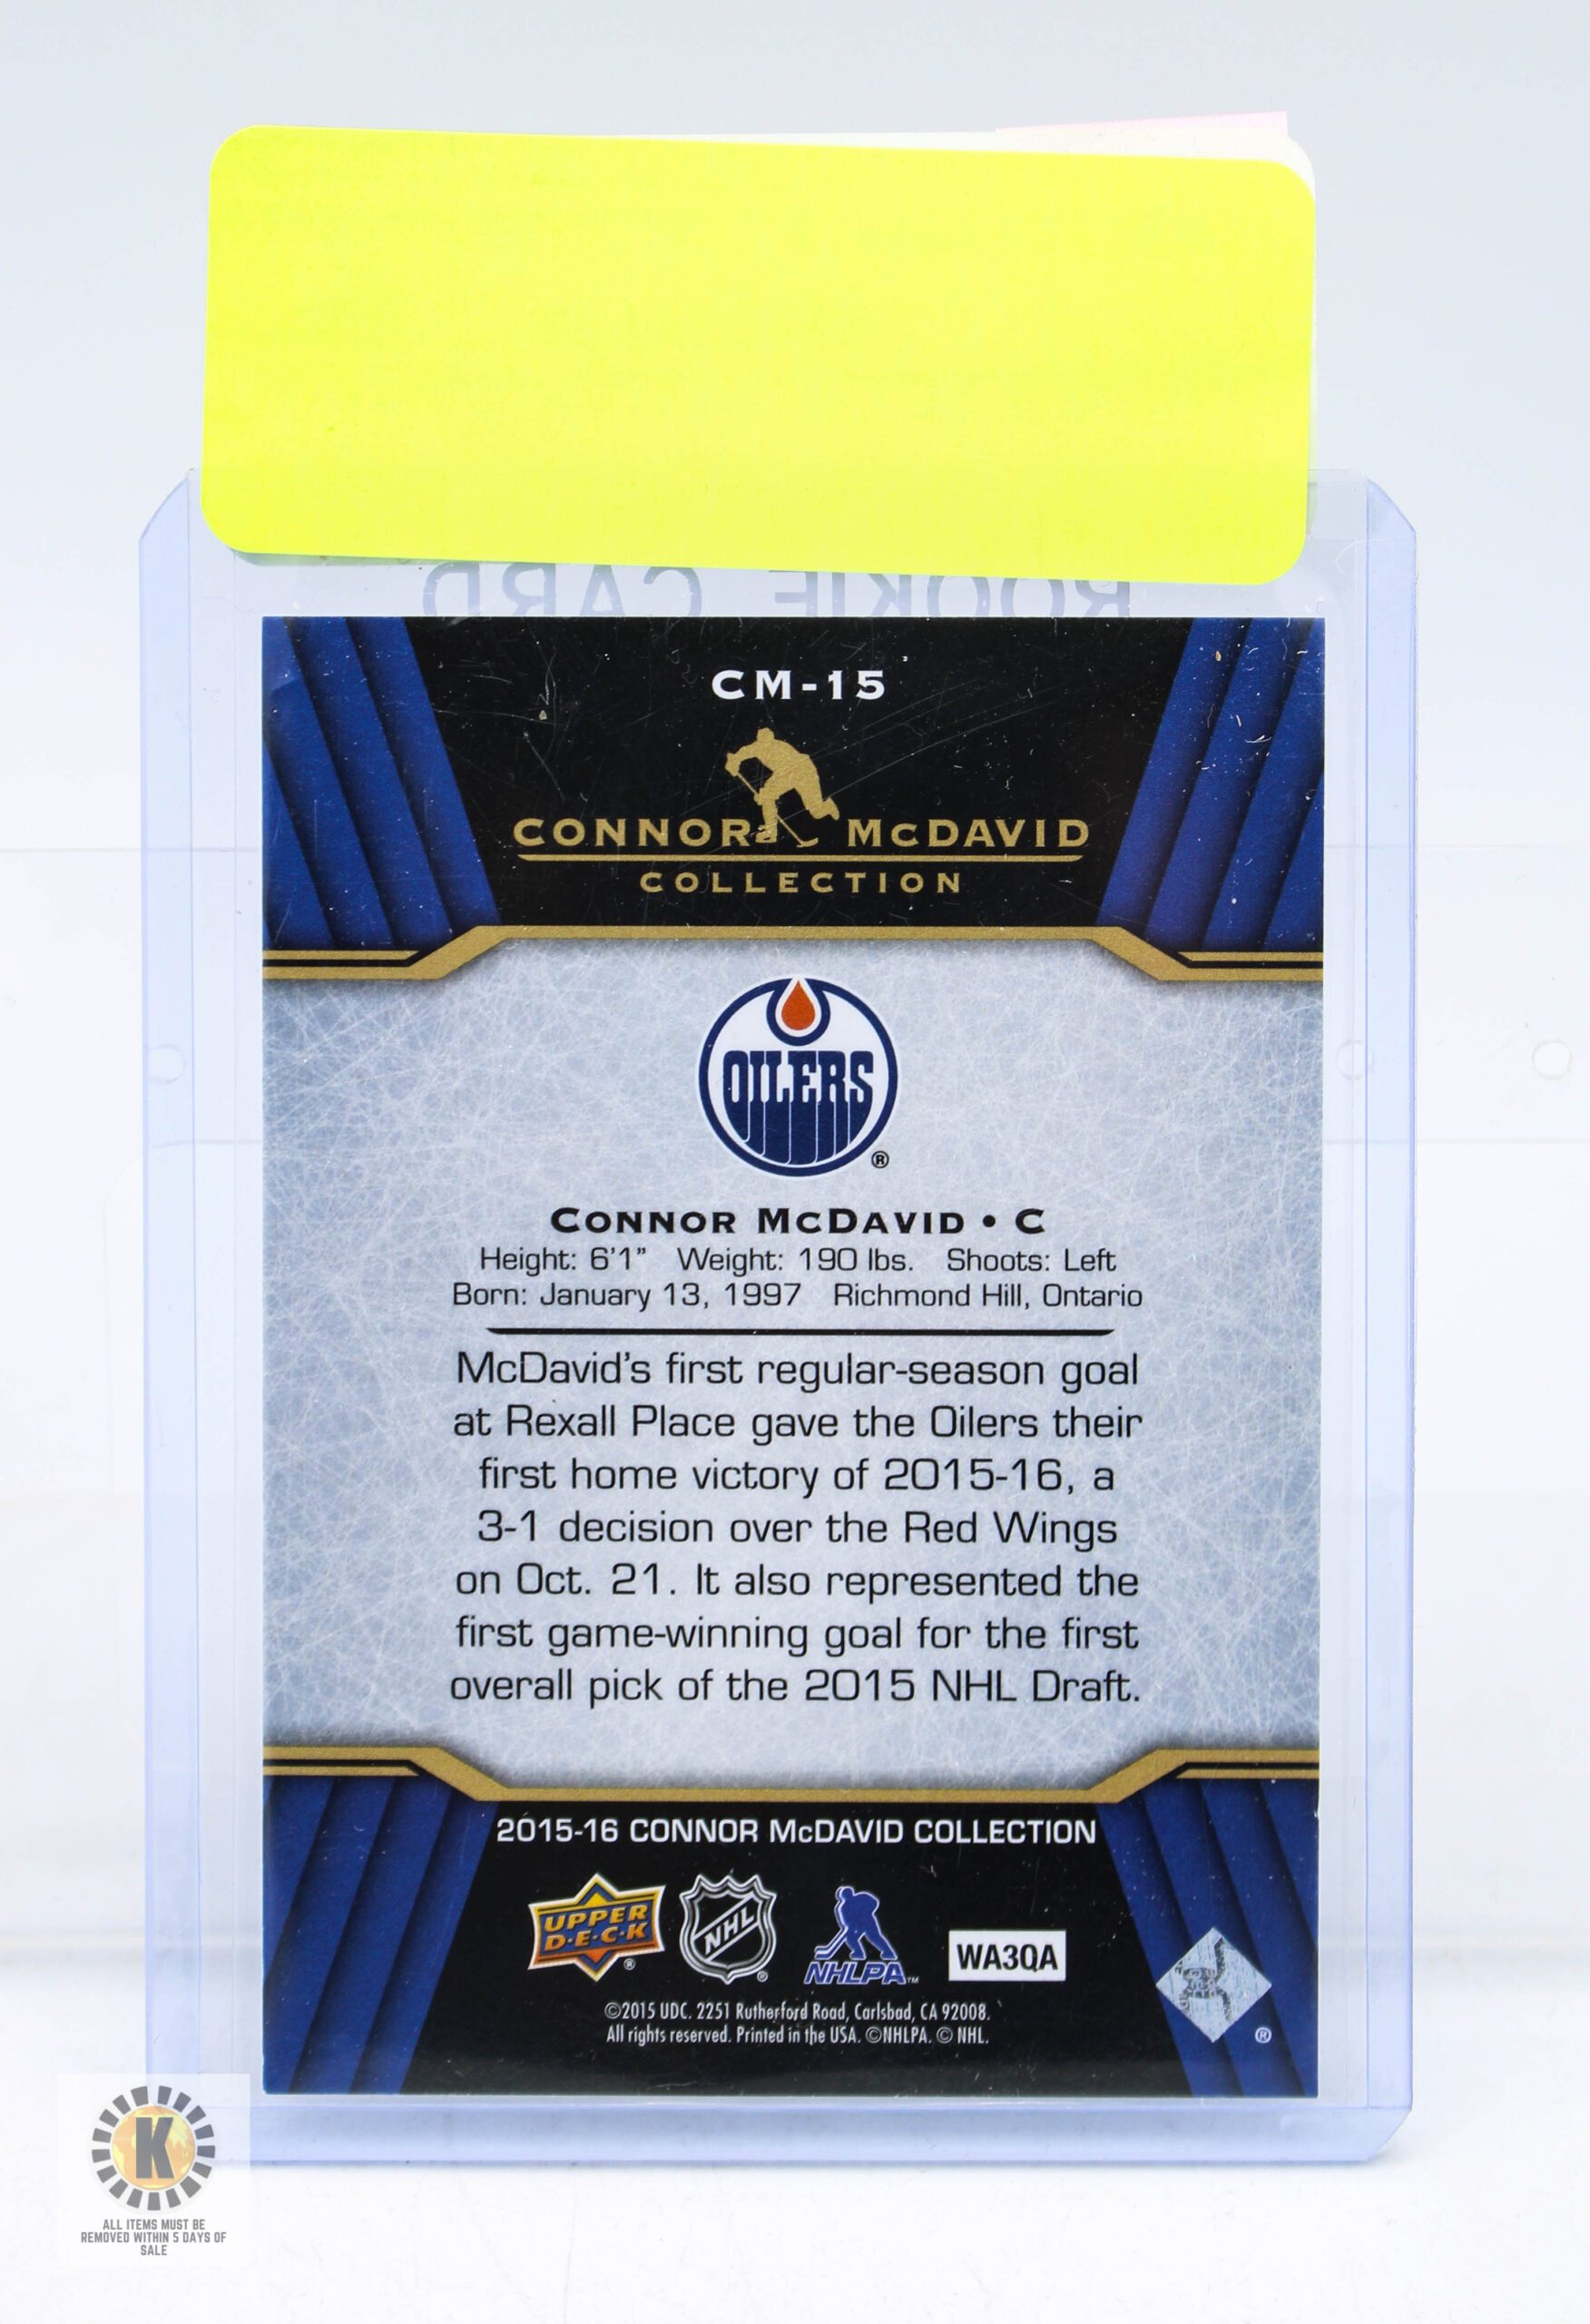 ROOKIE CARD
CM-15
CONNOR McDAVID
COLLECTION
OILERS
®
CONNOR McDAVID • C
Height: 6'1" Weight: 190 lbs. Shoots: Left
Born: January 13, 1997 Richmond Hill, Ontario
McDavid's first regular-season goal
at Rexall Place gave the Oilers their
first home victory of 2015-16, a
3-1 decision over the Red Wings
on Oct. 21. It also represented the
first game-winning goal for the first
overall pick of the 2015 NHL Draft.
2015-16 CONNOR McDAVID COLLECTION
UPPER
D·E·C·K
®
NHL
®
NHLPA™
WA3QA
®
©2015 UDC. 2251 Rutherford Road, Carlsbad, CA 92008.
All rights reserved. Printed in the USA. ©NHLPA. © NHL.
K
ALL ITEMS MUST BE
REMOVED WITHIN 5 DAYS OF
SALE